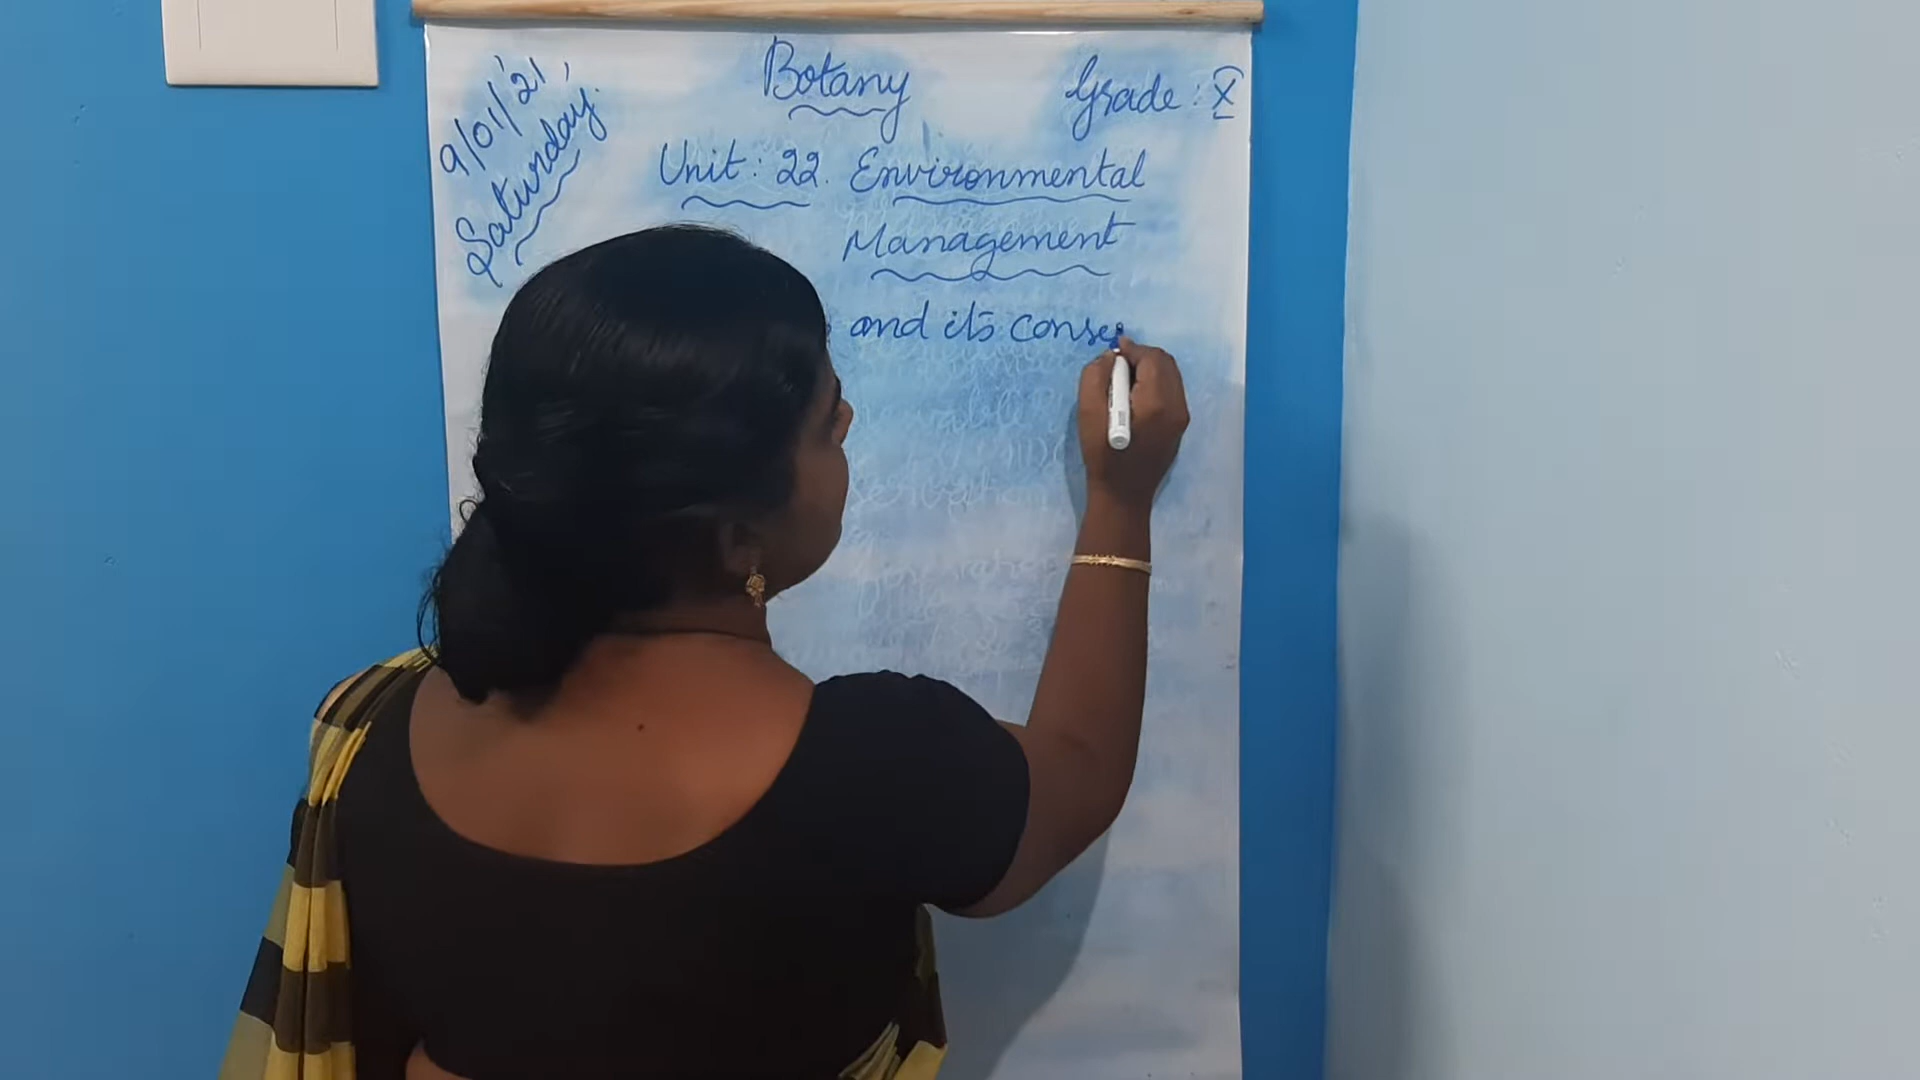 9/01/'21,
Saturday.
Botany
Grade: X
Unit: 22. Environmental
Management
and its conse